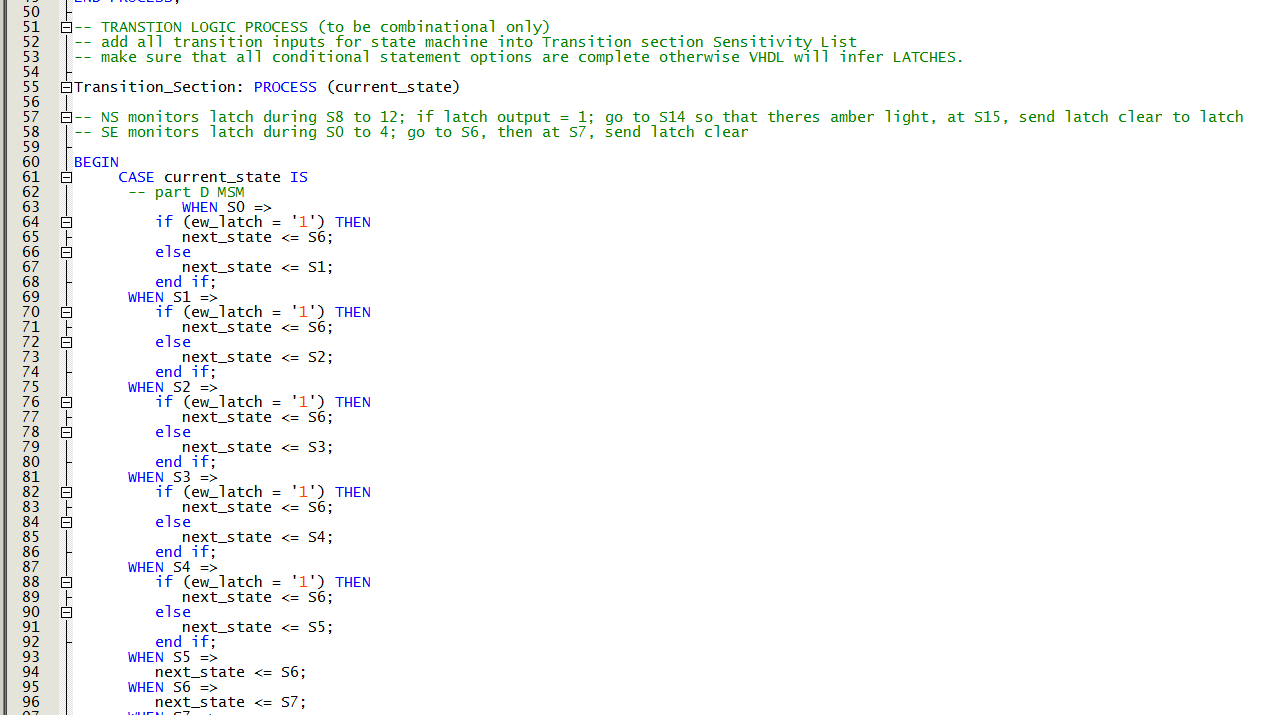 END PROCESS;
50
51 -- TRANSTION LOGIC PROCESS (to be combinational only)
52 -- add all transition inputs for state machine into Transition section Sensitivity List
53 -- make sure that all conditional statement options are complete otherwise VHDL will infer LATCHES.
54
55 Transition_Section: PROCESS (current_state)
56
57 -- NS monitors latch during S8 to 12; if latch output = 1; go to S14 so that theres amber light, at S15, send latch clear to latch
58 -- SE monitors latch during S0 to 4; go to S6, then at S7, send latch clear
59
60 BEGIN
61 CASE current_state IS
62 -- part D MSM
63 WHEN S0 =>
64 if (ew_latch = '1') THEN
65 next_state <= S6;
66 else
67 next_state <= S1;
68 end if;
69 WHEN S1 =>
70 if (ew_latch = '1') THEN
71 next_state <= S6;
72 else
73 next_state <= S2;
74 end if;
75 WHEN S2 =>
76 if (ew_latch = '1') THEN
77 next_state <= S6;
78 else
79 next_state <= S3;
80 end if;
81 WHEN S3 =>
82 if (ew_latch = '1') THEN
83 next_state <= S6;
84 else
85 next_state <= S4;
86 end if;
87 WHEN S4 =>
88 if (ew_latch = '1') THEN
89 next_state <= S6;
90 else
91 next_state <= S5;
92 end if;
93 WHEN S5 =>
94 next_state <= S6;
95 WHEN S6 =>
96 next_state <= S7;